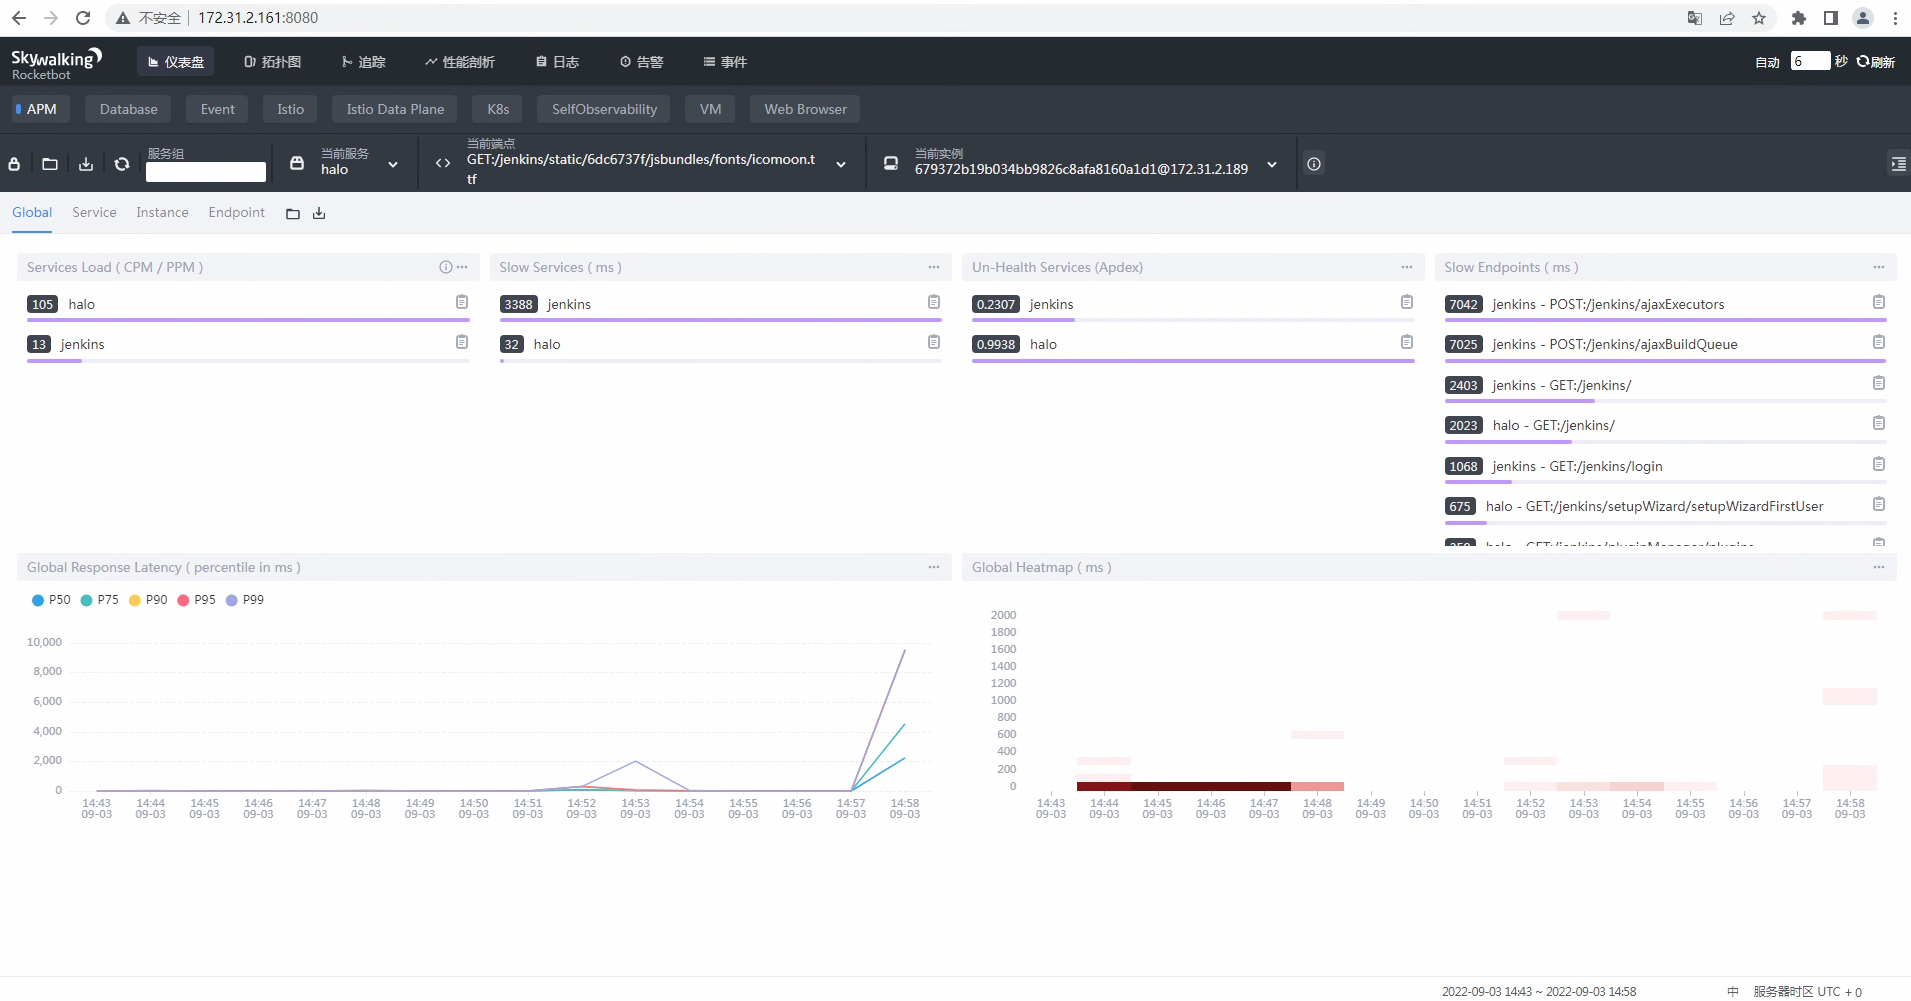 不安全 172.31.2.161:8080
Skywalking
Rocketbot
仪表盘 拓扑图 追踪 性能剖析 日志 告警 事件
自动 6 秒 刷新
APM Database Event Istio Istio Data Plane K8s SelfObservability VM Web Browser
服务组
当前服务
halo
当前端点
GET:/jenkins/static/6dc6737f/jsbundles/fonts/icomoon.t
tf
当前实例
679372b19b034bb9826c8afa8160a1d1@172.31.2.189
Global Service Instance Endpoint
Services Load ( CPM / PPM )
105 halo
13 jenkins
Slow Services ( ms )
3388 jenkins
32 halo
Un-Health Services (Apdex)
0.2307 jenkins
0.9938 halo
Slow Endpoints ( ms )
7042 jenkins - POST:/jenkins/ajaxExecutors
7025 jenkins - POST:/jenkins/ajaxBuildQueue
2403 jenkins - GET:/jenkins/
2023 halo - GET:/jenkins/
1068 jenkins - GET:/jenkins/login
675 halo - GET:/jenkins/setupWizard/setupWizardFirstUser
halo - GET:/jenkins/pluginManager/plugins
Global Response Latency ( percentile in ms )
P50 P75 P90 P95 P99
10,000
8,000
6,000
4,000
2,000
0
14:43 14:44 14:45 14:46 14:47 14:48 14:49 14:50 14:51 14:52 14:53 14:54 14:55 14:56 14:57 14:58
09-03 09-03 09-03 09-03 09-03 09-03 09-03 09-03 09-03 09-03 09-03 09-03 09-03 09-03 09-03 09-03
Global Heatmap ( ms )
2000
1800
1600
1400
1200
1000
800
600
400
200
0
14:43 14:44 14:45 14:46 14:47 14:48 14:49 14:50 14:51 14:52 14:53 14:54 14:55 14:56 14:57 14:58
09-03 09-03 09-03 09-03 09-03 09-03 09-03 09-03 09-03 09-03 09-03 09-03 09-03 09-03 09-03 09-03
2022-09-03 14:43 ~ 2022-09-03 14:58 中 服务器时区 UTC + 0